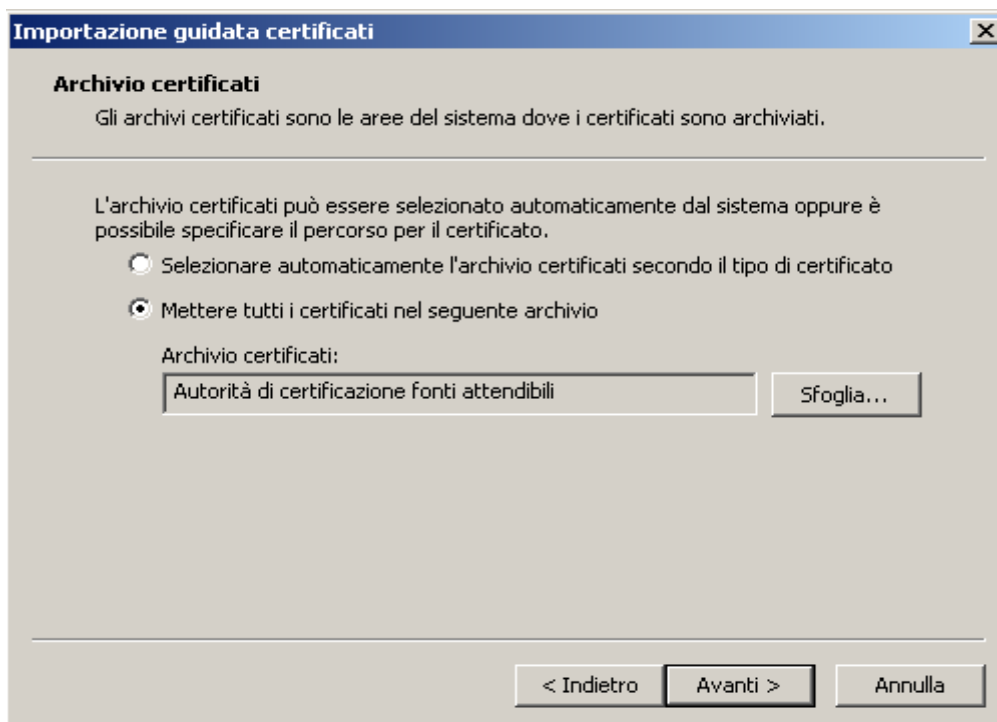 Importazione guidata certificati
Archivio certificati
Gli archivi certificati sono le aree del sistema dove i certificati sono archiviati.
L'archivio certificati può essere selezionato automaticamente dal sistema oppure è
possibile specificare il percorso per il certificato.
Selezionare automaticamente l'archivio certificati secondo il tipo di certificato
Mettere tutti i certificati nel seguente archivio
Archivio certificati:
Autorità di certificazione fonti attendibili
Sfoglia...
< Indietro
Avanti >
Annulla